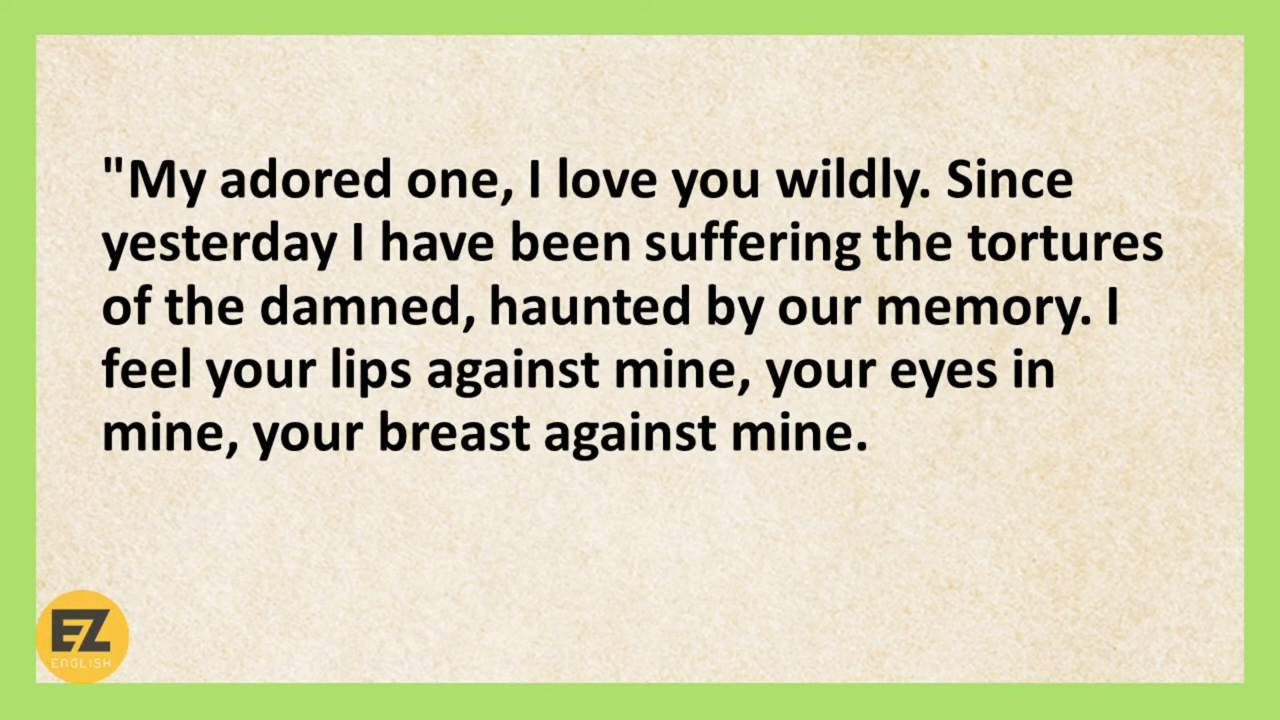 "My adored one, I love you wildly. Since
yesterday I have been suffering the tortures
of the damned, haunted by our memory. I
feel your lips against mine, your eyes in
mine, your breast against mine.
EZ
ENGLISH